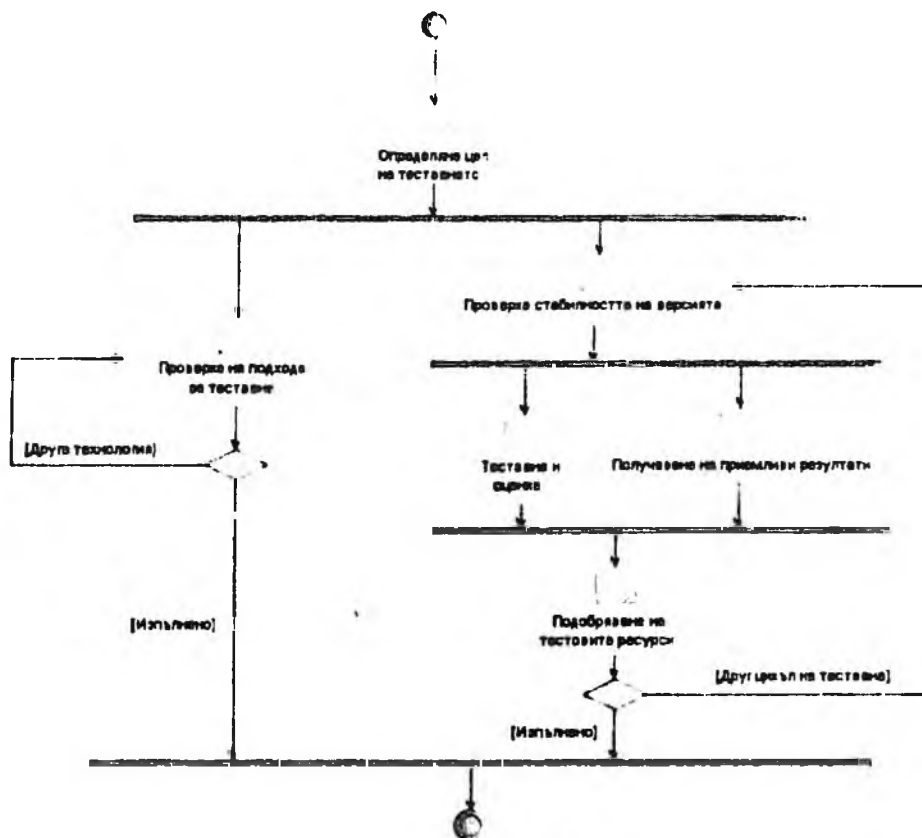 Определяне цел
на тестването
Проверка стабилността на версията
Проверка на подхода
за тестване
[Друга технология]
Тестване и
оценка
Получаване на приемливи резултати
[Изпълнено]
Подобряване на
тестовите ресурси
[Друг цикъл на тестване]
[Изпълнено]